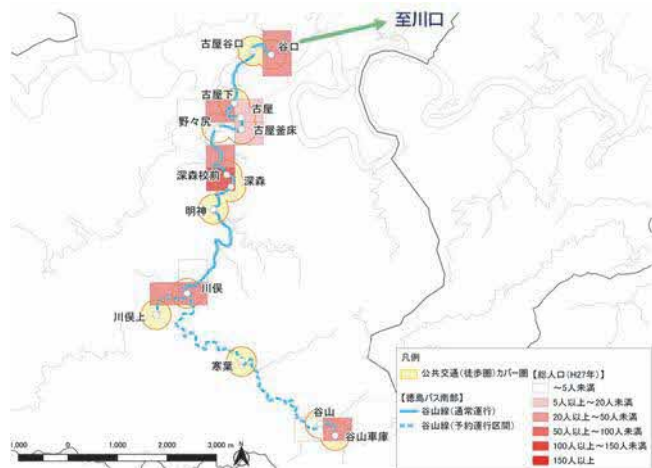 至川口
古屋谷口
谷口
古屋下
古屋
野々尻
古屋釜床
深森校前
深森
明神
川俣
川俣上
寒葉
谷山
谷山車庫
凡例
公共交通(徒歩圏)カバー圏
【徳島バス南部】
谷山線(通常運行)
谷山線(予約運行区間)
【総人口(H27年)】
～5人未満
5人以上～20人未満
20人以上～50人未満
50人以上～100人未満
100人以上～150人未満
150人以上
1,000 0 1,000 2,000 3,000 m